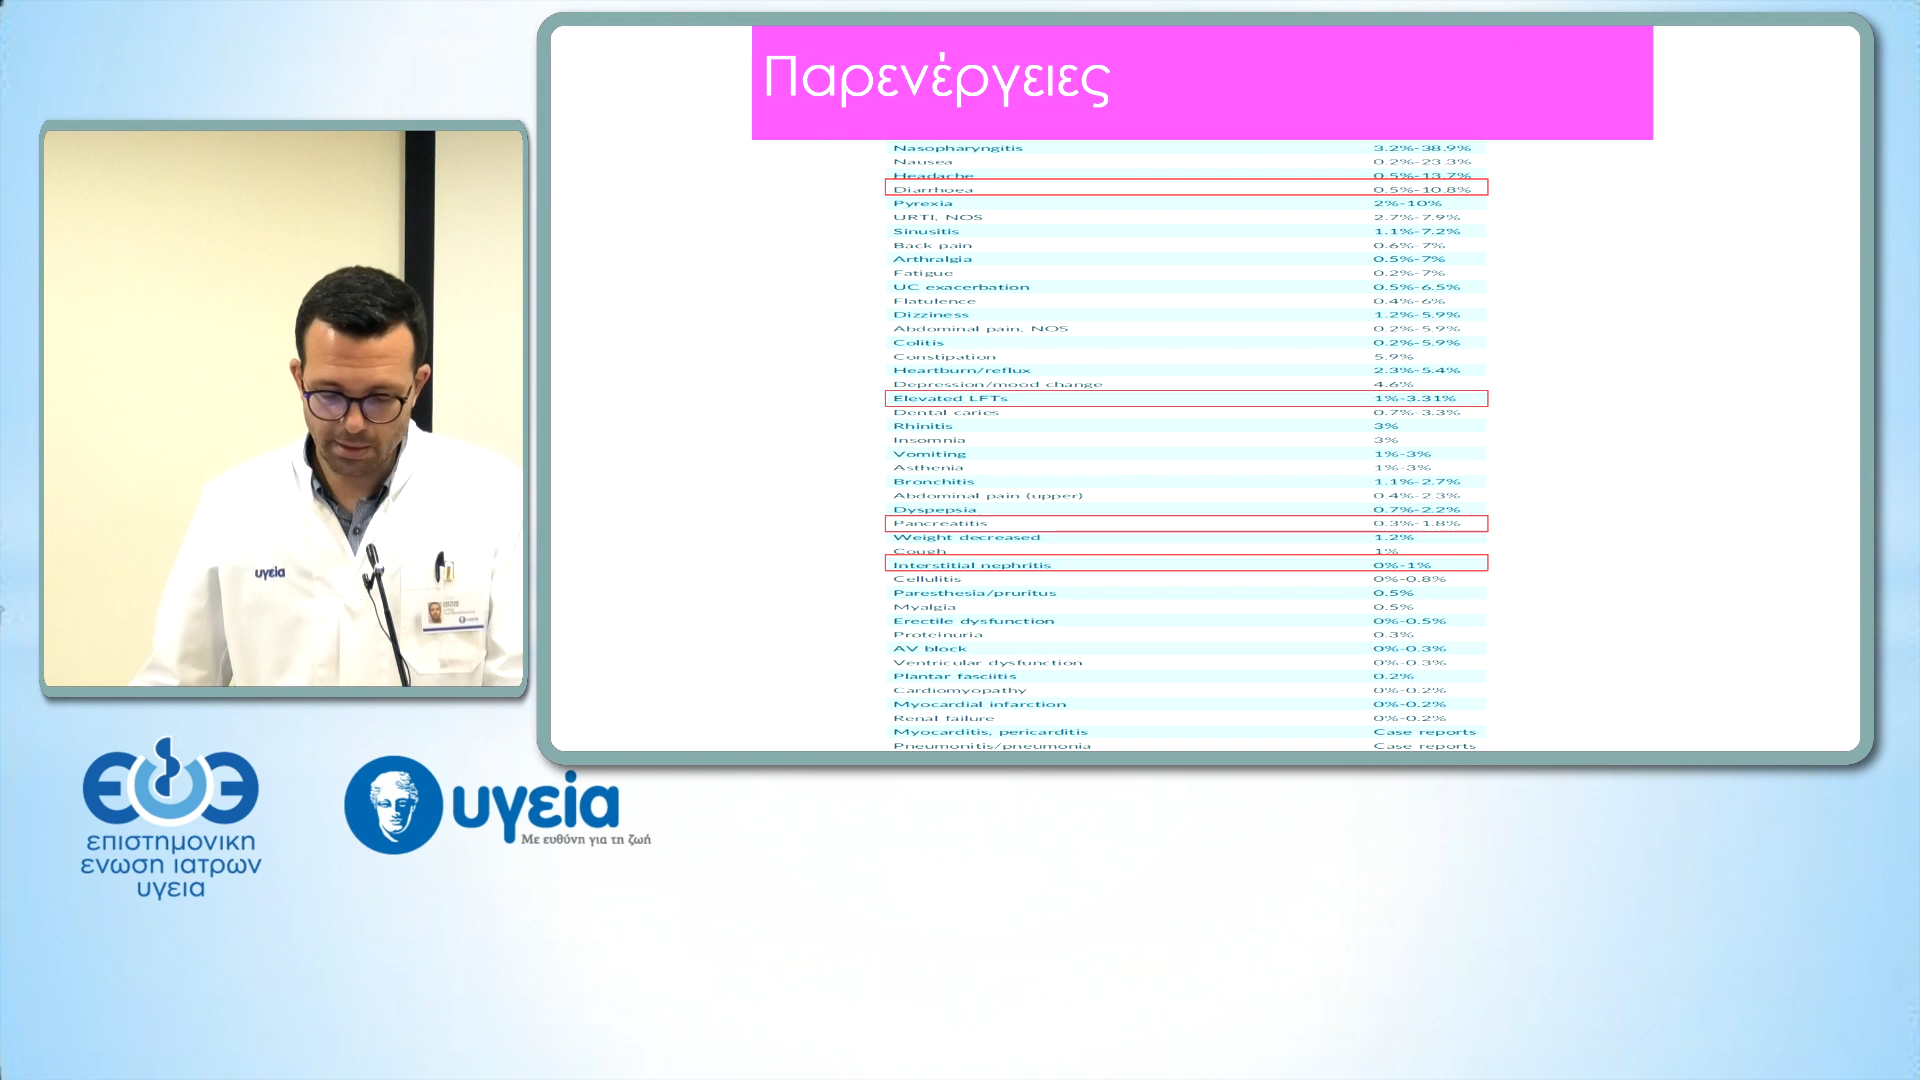 Παρενέργειες
Nasopharyngitis 3.2%-38.9%
Nausea 0.2%-23.3%
Headache 0.5%-13.7%
Diarrhoea 0.5%-10.8%
Pyrexia 2%-10%
URTI, NOS 2.7%-7.9%
Sinusitis 1.1%-7.2%
Back pain 0.6%-7%
Arthralgia 0.5%-7%
Fatigue 0.2%-7%
UC exacerbation 0.5%-6.5%
Flatulence 0.4%-6%
Dizziness 1.2%-5.9%
Abdominal pain, NOS 0.2%-5.9%
Colitis 0.2%-5.9%
Constipation 5.9%
Heartburn/reflux 2.3%-5.4%
Depression/mood change 4.6%
Elevated LFTs 1%-3.31%
Dental caries 0.7%-3.3%
Rhinitis 3%
Insomnia 3%
Vomiting 1%-3%
Asthenia 1%-3%
Bronchitis 1.1%-2.7%
Abdominal pain (upper) 0.4%-2.3%
Dyspepsia 0.7%-2.2%
Pancreatitis 0.3%-1.8%
Weight decreased 1.2%
Cough 1%
Interstitial nephritis 0%-1%
Cellulitis 0%-0.8%
Paresthesia/pruritus 0.5%
Myalgia 0.5%
Erectile dysfunction 0%-0.5%
Proteinuria 0.3%
AV block 0%-0.3%
Ventricular dysfunction 0%-0.3%
Plantar fasciitis 0.2%
Cardiomyopathy 0%-0.2%
Myocardial infarction 0%-0.2%
Renal failure 0%-0.2%
Myocarditis, pericarditis Case reports
Pneumonitis/pneumonia Case reports
υγεία
επιστημονικη
ενωση ιατρων
υγεια
υγεία
Με ευθύνη για τη ζωή